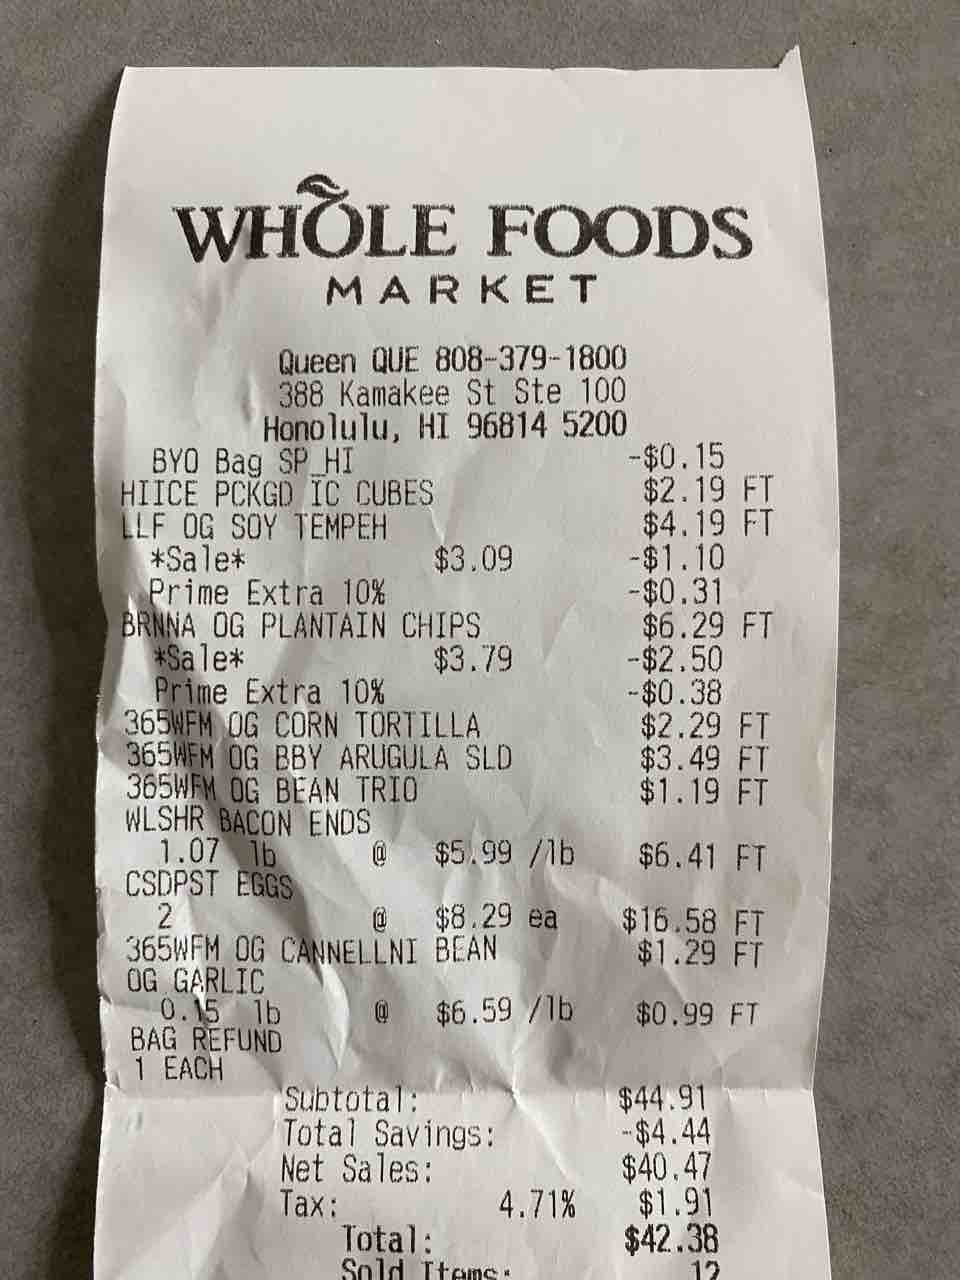 WHOLE FOODS
MARKET
Queen QUE 808-379-1800
388 Kamakee St Ste 100
Honolulu, HI 96814 5200
BYO Bag SP_HI -$0.15
HIICE PCKGD IC CUBES $2.19 FT
LLF OG SOY TEMPEH $4.19 FT
*Sale* $3.09 -$1.10
Prime Extra 10% -$0.31
BRNNA OG PLANTAIN CHIPS $6.29 FT
*Sale* $3.79 -$2.50
Prime Extra 10% -$0.38
365WFM OG CORN TORTILLA $2.29 FT
365WFM OG BBY ARUGULA SLD $3.49 FT
365WFM OG BEAN TRIO $1.19 FT
WLSHR BACON ENDS
1.07 lb @ $5.99 /lb $6.41 FT
CSDPST EGGS
2 @ $8.29 ea $16.58 FT
365WFM OG CANNELLNI BEAN $1.29 FT
OG GARLIC
0.15 lb @ $6.59 /lb $0.99 FT
BAG REFUND
1 EACH
Subtotal: $44.91
Total Savings: -$4.44
Net Sales: $40.47
Tax: 4.71% $1.91
Total: $42.38
Sold Items: 12